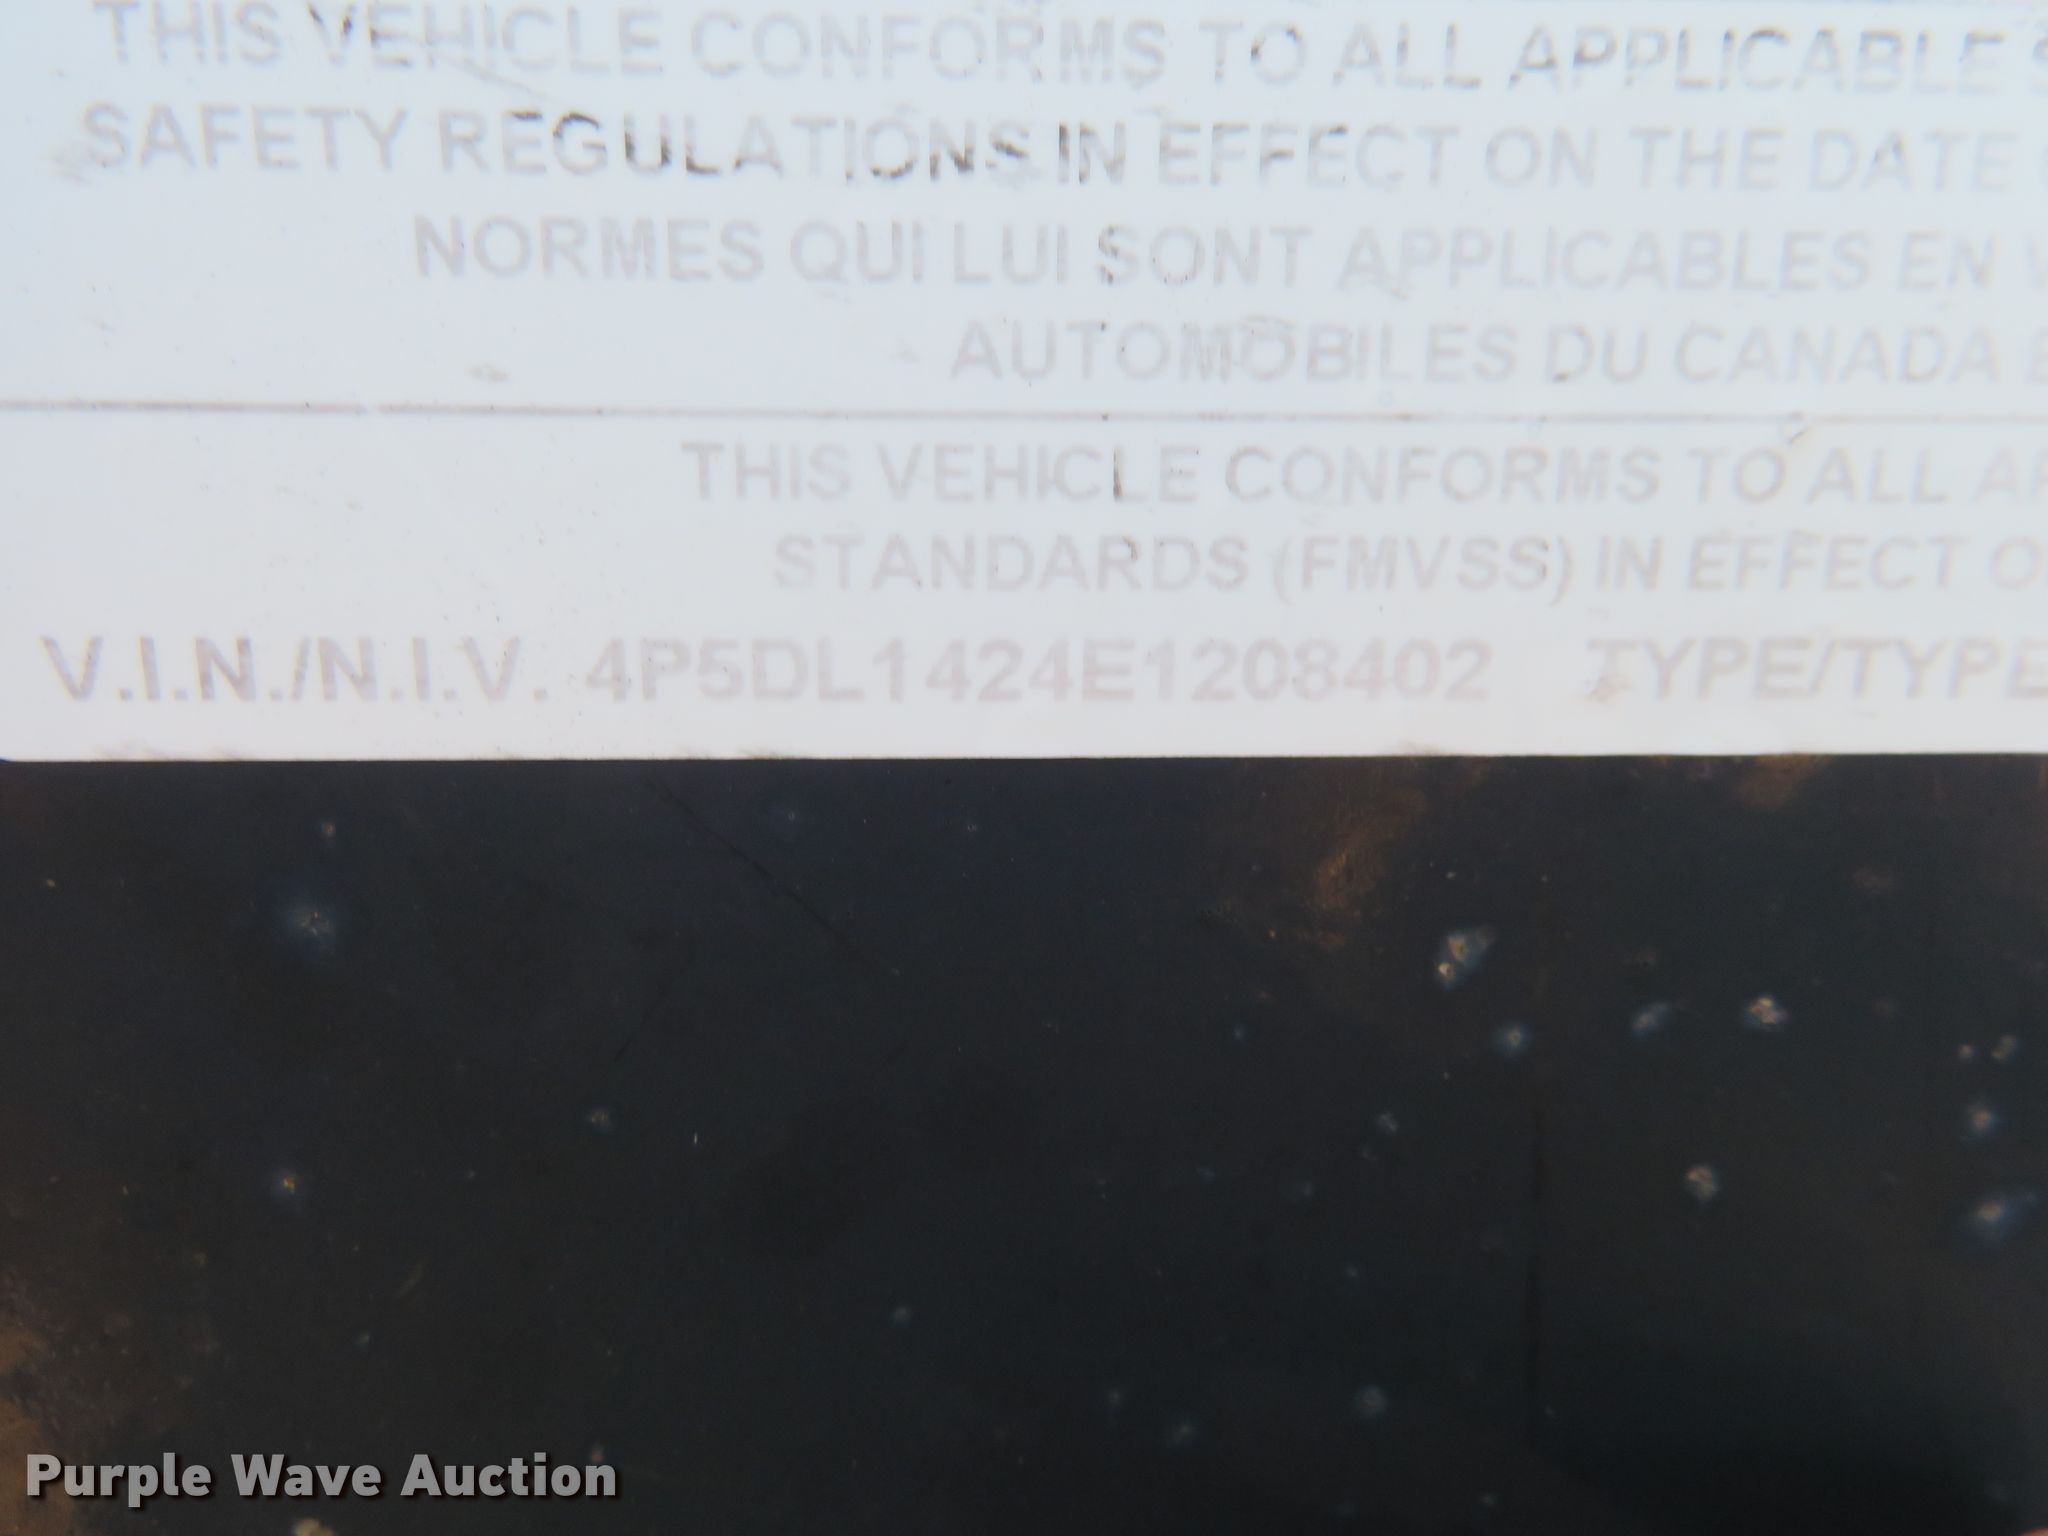 THIS VEHICLE CONFORMS TO ALL APPLICABLE S
SAFETY REGULATIONS IN EFFECT ON THE DATE
NORMES QUI LUI SONT APPLICABLES EN V
AUTOMOBILES DU CANADA E
THIS VEHICLE CONFORMS TO ALL AP
STANDARDS (FMVSS) IN EFFECT O
V.I.N./N.I.V. 4P5DL1424E1208402 TYPE/TYPE
Purple Wave Auction